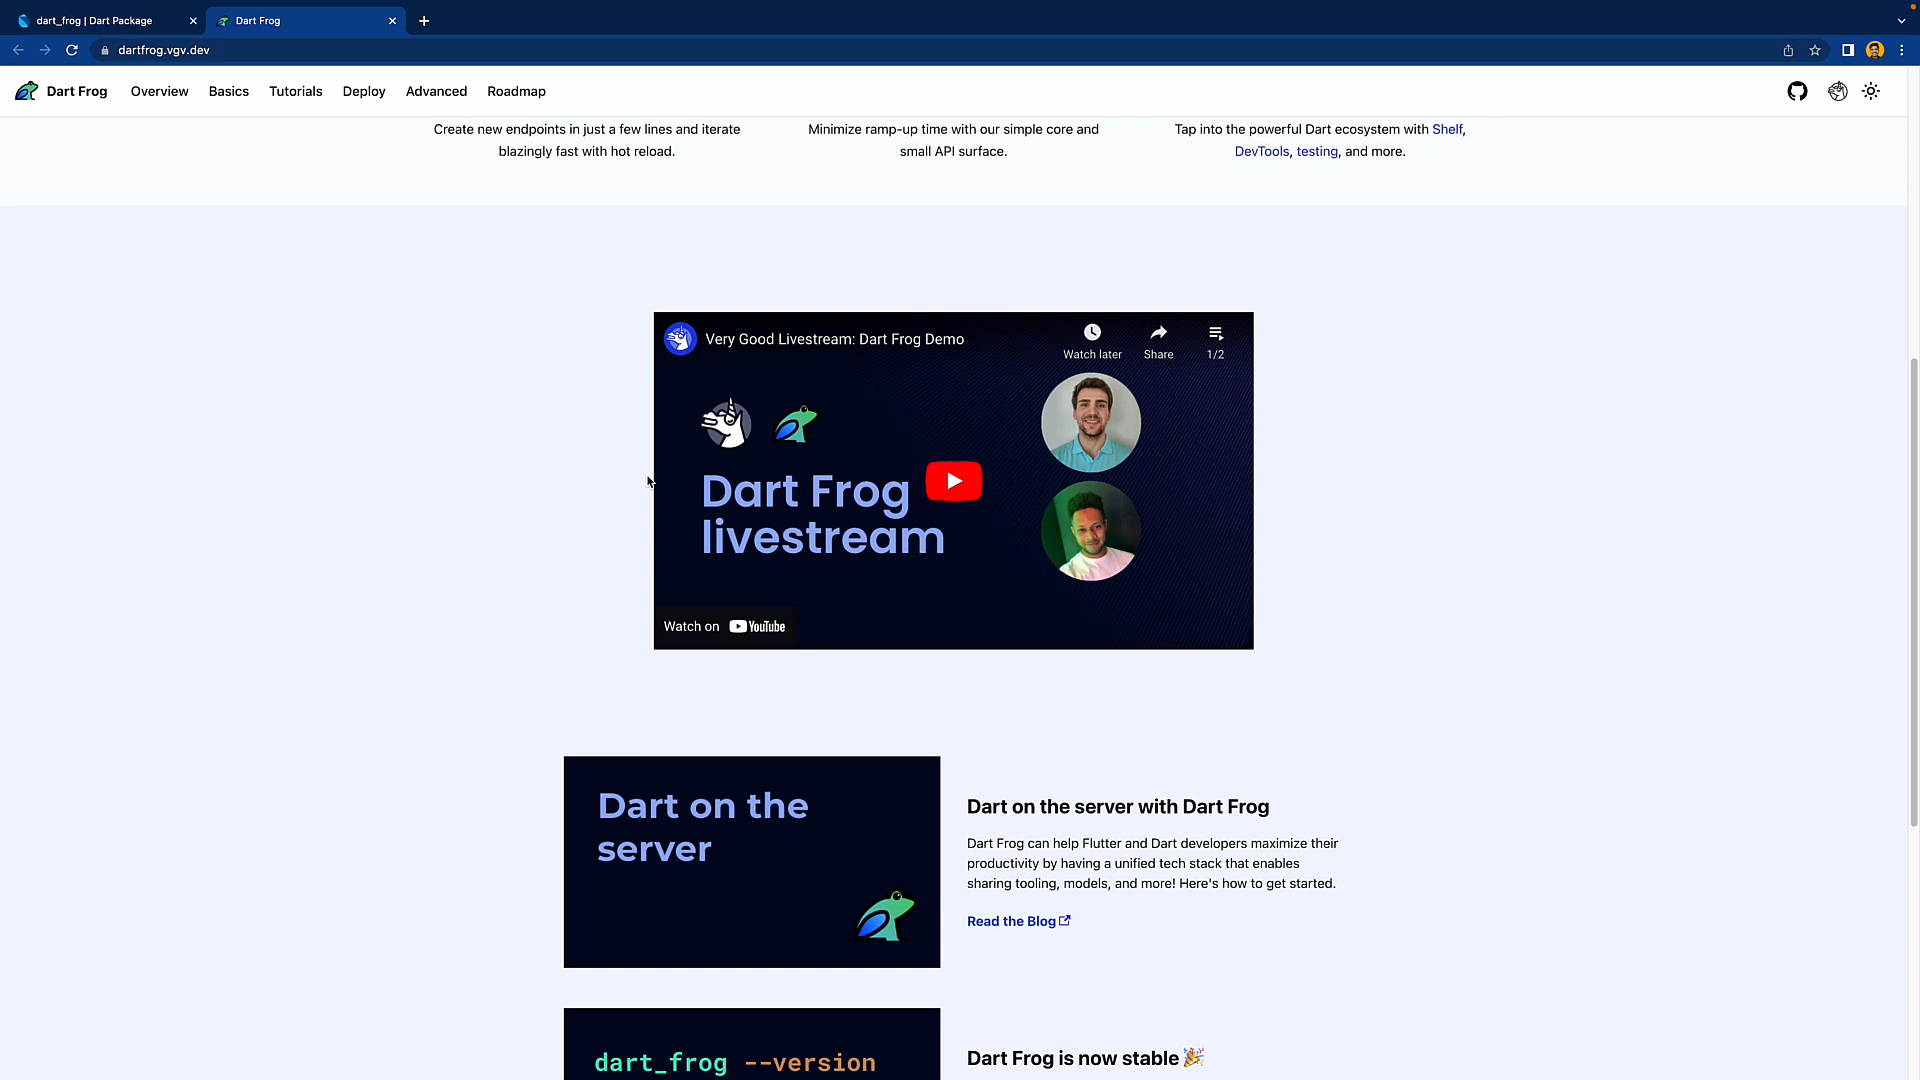 dart_frog | Dart Package
Dart Frog
dartfrog.vgv.dev
Dart Frog Overview Basics Tutorials Deploy Advanced Roadmap
Create new endpoints in just a few lines and iterate
blazingly fast with hot reload.
Minimize ramp-up time with our simple core and
small API surface.
Tap into the powerful Dart ecosystem with Shelf,
DevTools, testing, and more.
Very Good Livestream: Dart Frog Demo
Watch later
Share
1/2
Dart Frog
livestream
Watch on YouTube
Dart on the
server
Dart on the server with Dart Frog
Dart Frog can help Flutter and Dart developers maximize their
productivity by having a unified tech stack that enables
sharing tooling, models, and more! Here's how to get started.
Read the Blog
dart_frog --version
Dart Frog is now stable 🎉